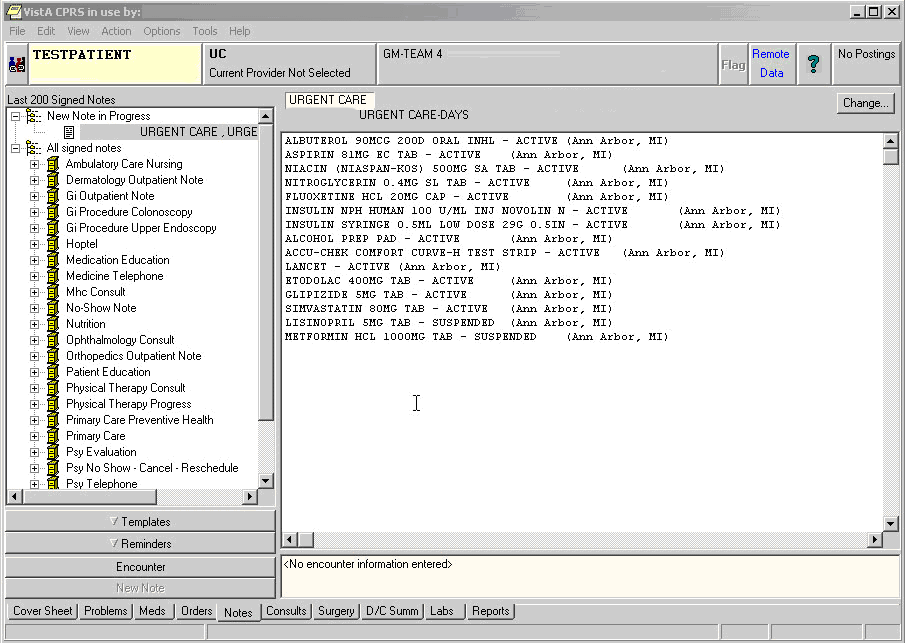 VistA CPRS in use by:
File Edit View Action Options Tools Help
TESTPATIENT
UC
Current Provider Not Selected
GM-TEAM 4
Flag
Remote
Data
?
No Postings
Last 200 Signed Notes
New Note in Progress
URGENT CARE , URGE
All signed notes
Ambulatory Care Nursing
Dermatology Outpatient Note
Gi Outpatient Note
Gi Procedure Colonoscopy
Gi Procedure Upper Endoscopy
Hoptel
Medication Education
Medicine Telephone
Mhc Consult
No-Show Note
Nutrition
Ophthalmology Consult
Orthopedics Outpatient Note
Patient Education
Physical Therapy Consult
Physical Therapy Progress
Primary Care Preventive Health
Primary Care
Psy Evaluation
Psy No Show - Cancel - Reschedule
Psy Telephone
Templates
Reminders
Encounter
New Note
URGENT CARE
URGENT CARE-DAYS
Change...
ALBUTEROL 90MCG 200D ORAL INHL - ACTIVE (Ann Arbor, MI)
ASPIRIN 81MG EC TAB - ACTIVE (Ann Arbor, MI)
NIACIN (NIASPAN-KOS) 500MG SA TAB - ACTIVE (Ann Arbor, MI)
NITROGLYCERIN 0.4MG SL TAB - ACTIVE (Ann Arbor, MI)
FLUOXETINE HCL 20MG CAP - ACTIVE (Ann Arbor, MI)
INSULIN NPH HUMAN 100 U/ML INJ NOVOLIN N - ACTIVE (Ann Arbor, MI)
INSULIN SYRINGE 0.5ML LOW DOSE 29G 0.5IN - ACTIVE (Ann Arbor, MI)
ALCOHOL PREP PAD - ACTIVE (Ann Arbor, MI)
ACCU-CHEK COMFORT CURVE-H TEST STRIP - ACTIVE (Ann Arbor, MI)
LANCET - ACTIVE (Ann Arbor, MI)
ETODOLAC 400MG TAB - ACTIVE (Ann Arbor, MI)
GLIPIZIDE 5MG TAB - ACTIVE (Ann Arbor, MI)
SIMVASTATIN 80MG TAB - ACTIVE (Ann Arbor, MI)
LISINOPRIL 5MG TAB - SUSPENDED (Ann Arbor, MI)
METFORMIN HCL 1000MG TAB - SUSPENDED (Ann Arbor, MI)
<No encounter information entered>
Cover Sheet Problems Meds Orders Notes Consults Surgery D/C Summ Labs Reports